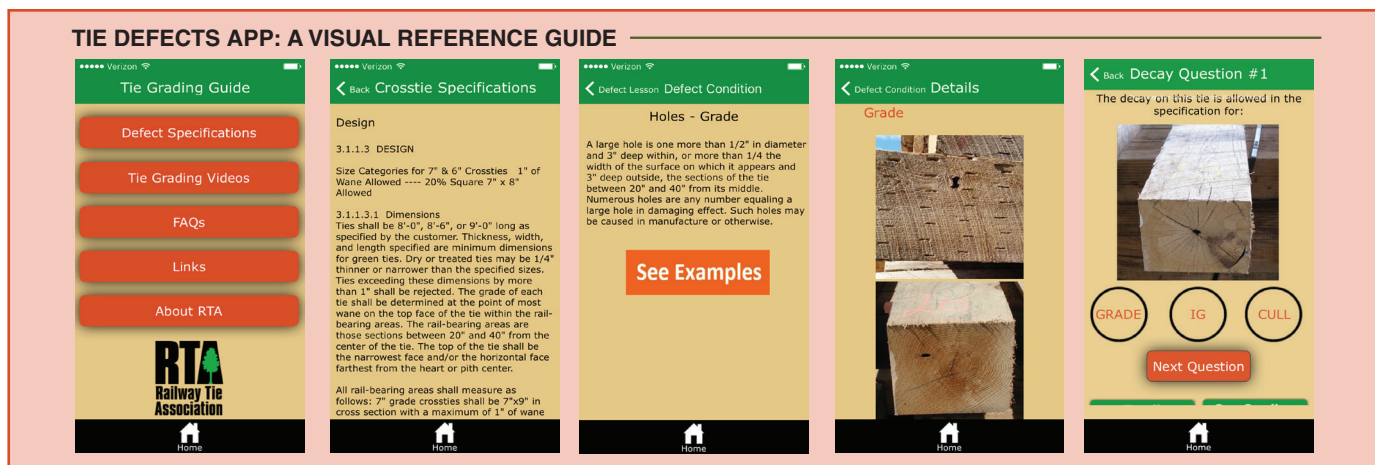 TIE DEFECTS APP: A VISUAL REFERENCE GUIDE
Verizon
Tie Grading Guide
Defect Specifications
Tie Grading Videos
FAQs
Links
About RTA
RTA
Railway Tie
Association
Home
Verizon
Back Crosstie Specifications
Design
3.1.1.3 DESIGN
Size Categories for 7" & 6" Crossties 1" of
Wane Allowed ---- 20% Square 7" x 8"
Allowed
3.1.1.3.1 Dimensions
Ties shall be 8'-0", 8'-6", or 9'-0" long as
specified by the customer. Thickness, width,
and length specified are minimum dimensions
for green ties. Dry or treated ties may be 1/4"
thinner or narrower than the specified sizes.
Ties exceeding these dimensions by more
than 1" shall be rejected. The grade of each
tie shall be determined at the point of most
wane on the top face of the tie within the rail-
bearing areas. The rail-bearing areas are
those sections between 20" and 40" from the
center of the tie. The top of the tie shall be
the narrowest face and/or the horizontal face
farthest from the heart or pith center.
All rail-bearing areas shall measure as
follows: 7" grade crossties shall be 7"x9" in
cross section with a maximum of 1" of wane
Home
Verizon
Defect Lesson Defect Condition
Holes - Grade
A large hole is one more than 1/2" in diameter
and 3" deep within, or more than 1/4 the
width of the surface on which it appears and
3" deep outside, the sections of the tie
between 20" and 40" from its middle.
Numerous holes are any number equaling a
large hole in damaging effect. Such holes may
be caused in manufacture or otherwise.
See Examples
Home
Verizon
Defect Condition Details
Grade
Home
Back Decay Question #1
The decay on this tie is allowed in the
specification for:
GRADE
IG
CULL
Next Question
Home